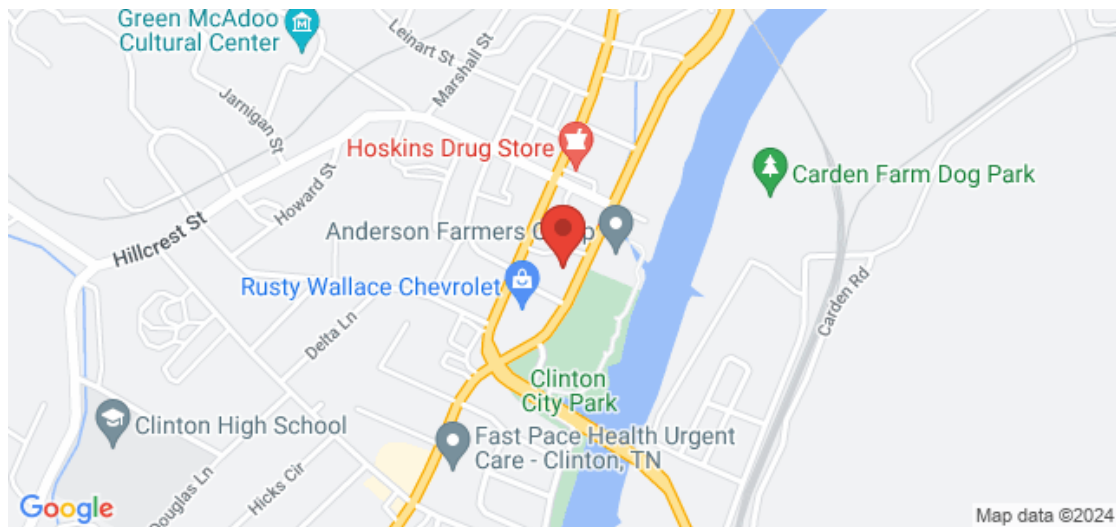 Green McAdoo
Cultural Center
Leinart St
Marshall St
Jarnigan St
Howard St
Hoskins Drug Store
Carden Farm Dog Park
Hillcrest St
Anderson Farmers
Rusty Wallace Chevrolet
Carden Rd
Delta Ln
Clinton
City Park
Clinton High School
Fast Pace Health Urgent
Care - Clinton, TN
Douglas Ln
Hicks Cir
Google
Map data ©2024